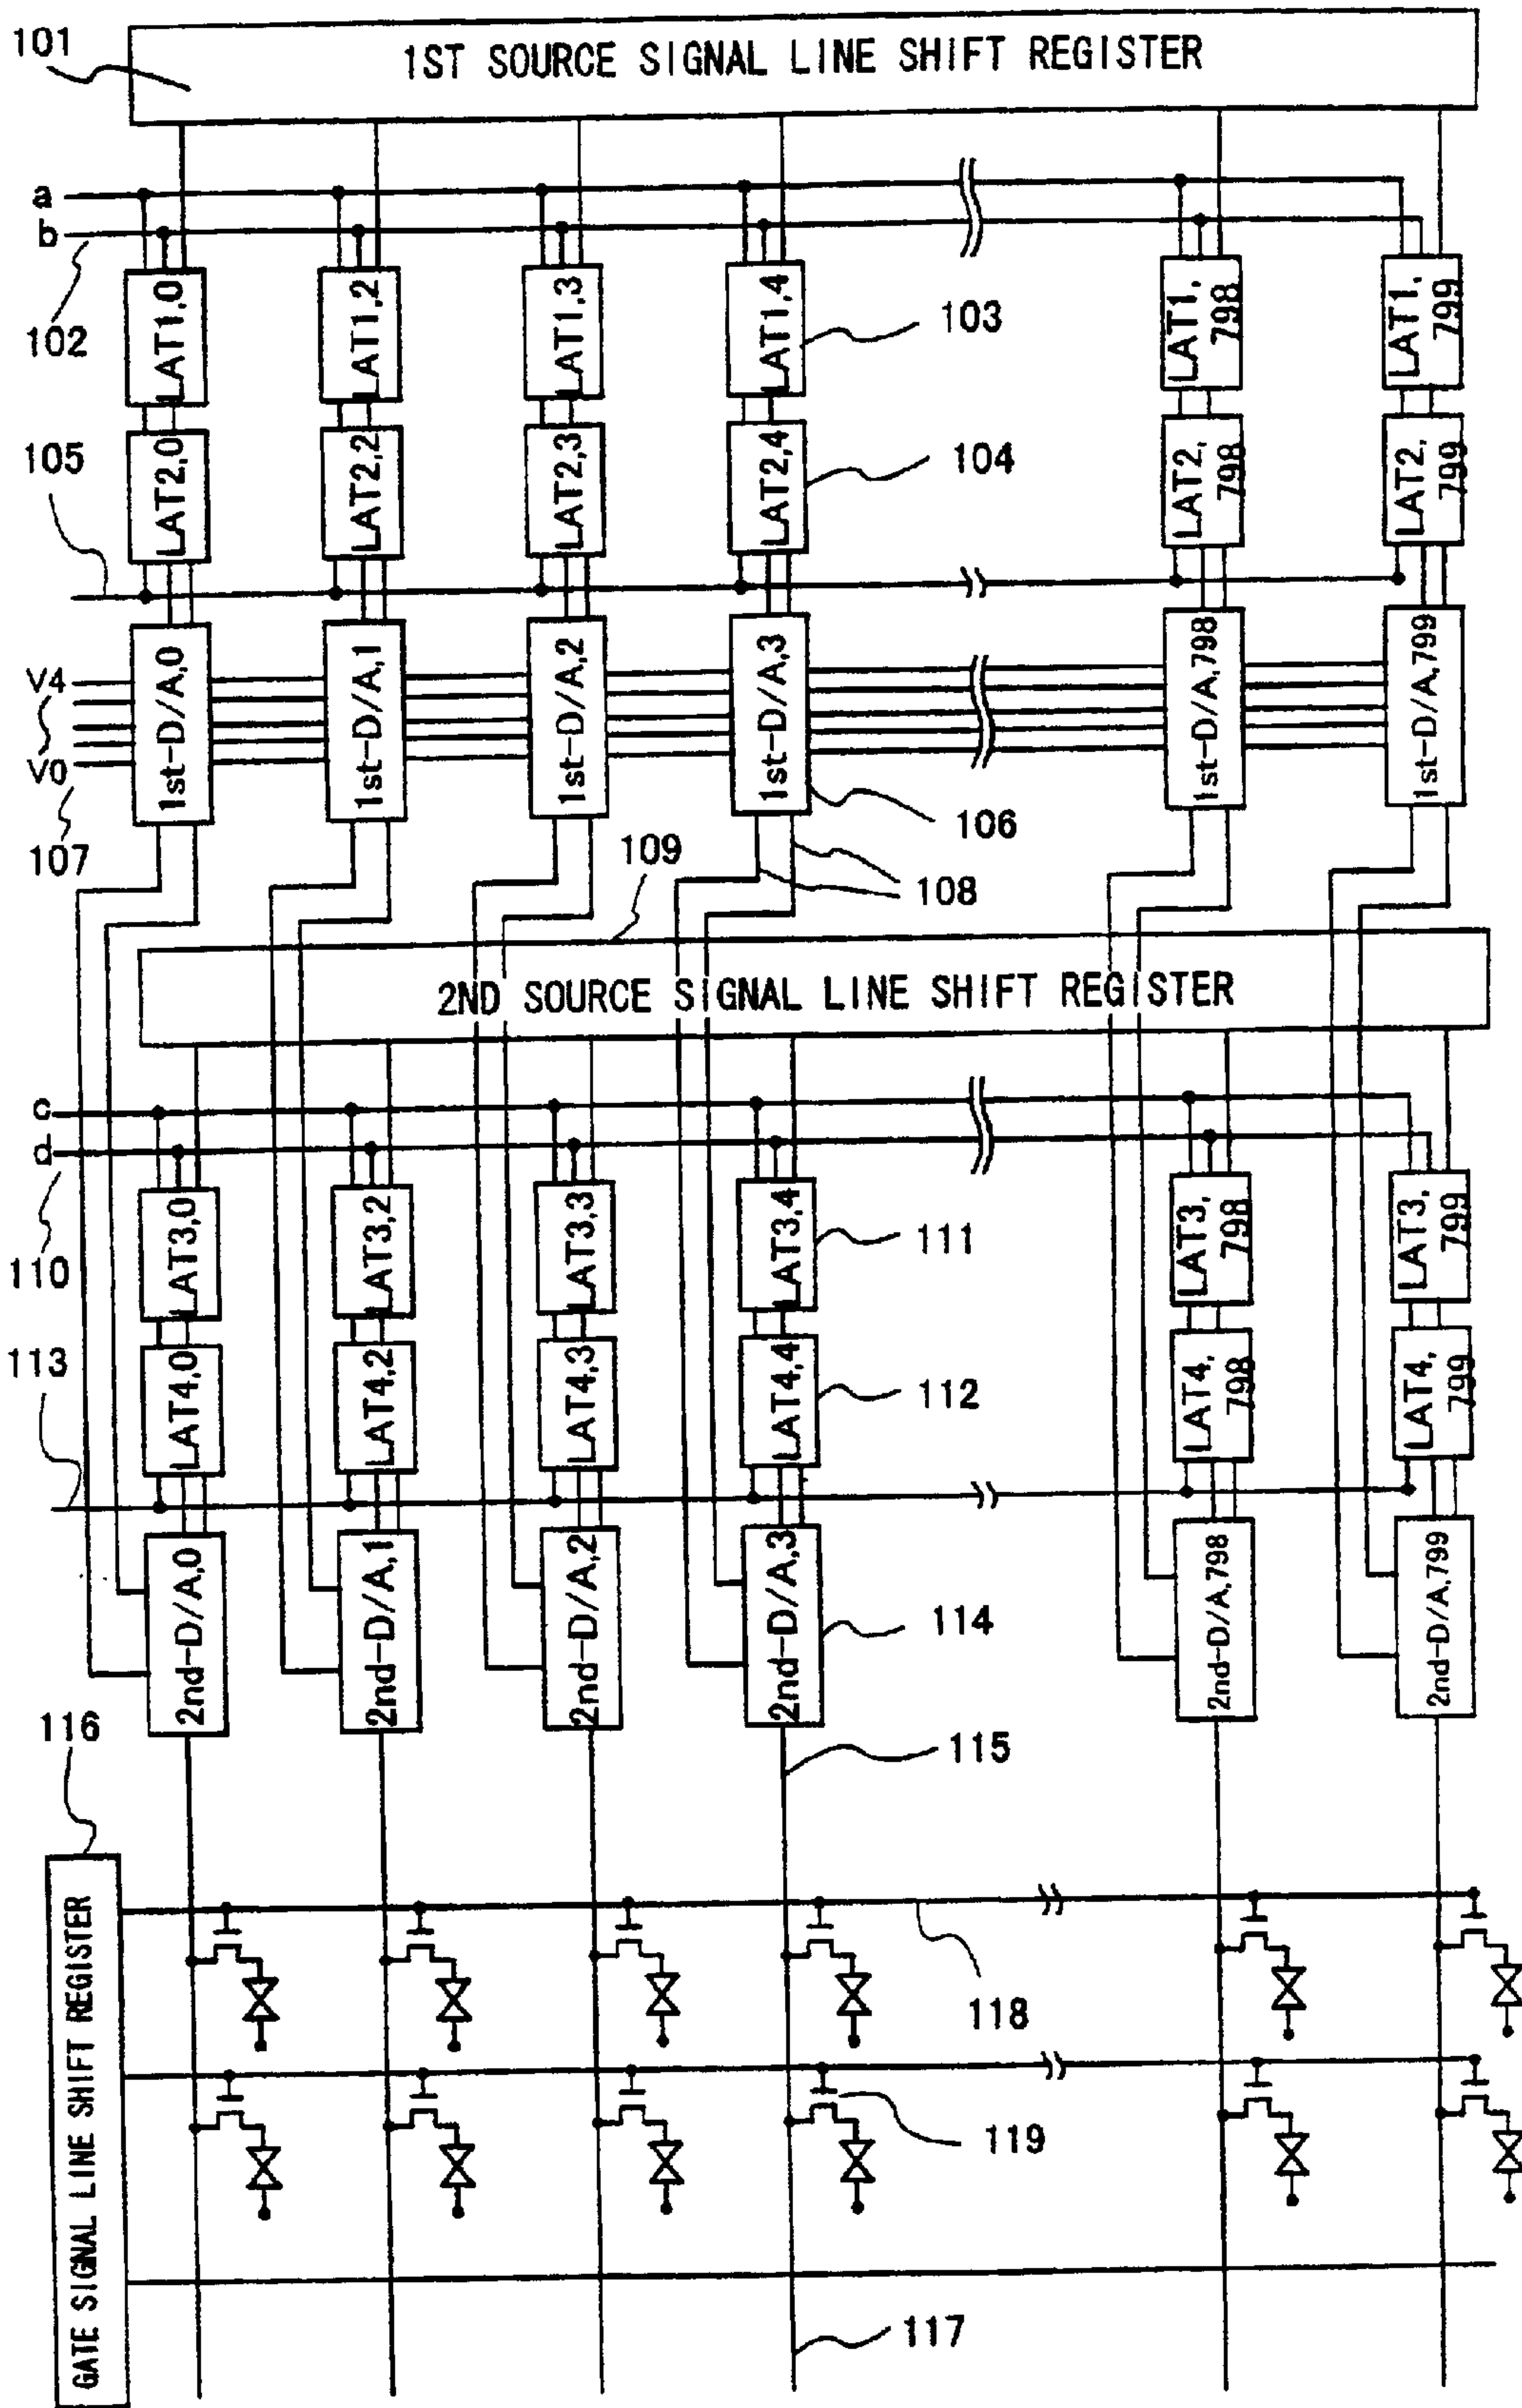 101
1ST SOURCE SIGNAL LINE SHIFT REGISTER
a
b
102
LAT1,0
LAT1,2
LAT1,3
LAT1,4
103
LAT1, 798
LAT1, 799
105
LAT2,0
LAT2,2
LAT2,3
LAT2,4
104
LAT2, 798
LAT2, 799
V4
V0
107
1st-D/A,0
1st-D/A,1
1st-D/A,2
1st-D/A,3
106
1st-D/A,798
1st-D/A,799
109
108
2ND SOURCE SIGNAL LINE SHIFT REGISTER
c
d
110
LAT3,0
LAT3,2
LAT3,3
LAT3,4
111
LAT3, 798
LAT3, 799
113
LAT4,0
LAT4,2
LAT4,3
LAT4,4
112
LAT4, 798
LAT4, 799
2nd-D/A,0
2nd-D/A,1
2nd-D/A,2
2nd-D/A,3
114
2nd-D/A,798
2nd-D/A,799
116
115
GATE SIGNAL LINE SHIFT REGISTER
118
119
117